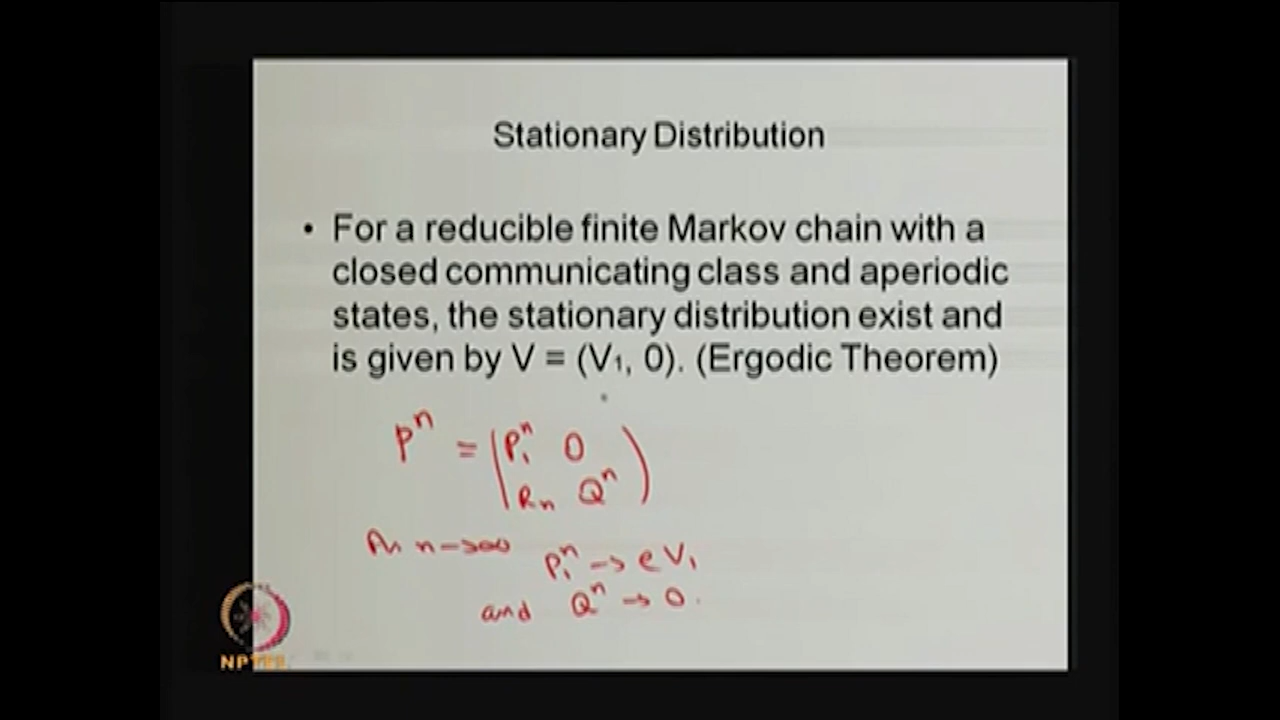 Stationary Distribution
• For a reducible finite Markov chain with a
closed communicating class and aperiodic
states, the stationary distribution exist and
is given by V = (V₁, 0). (Ergodic Theorem)
Pⁿ = (P₁ⁿ 0
Rₙ Qⁿ)
As n→∞ P₁ⁿ → e V₁
and Qⁿ → 0.
NPTEL